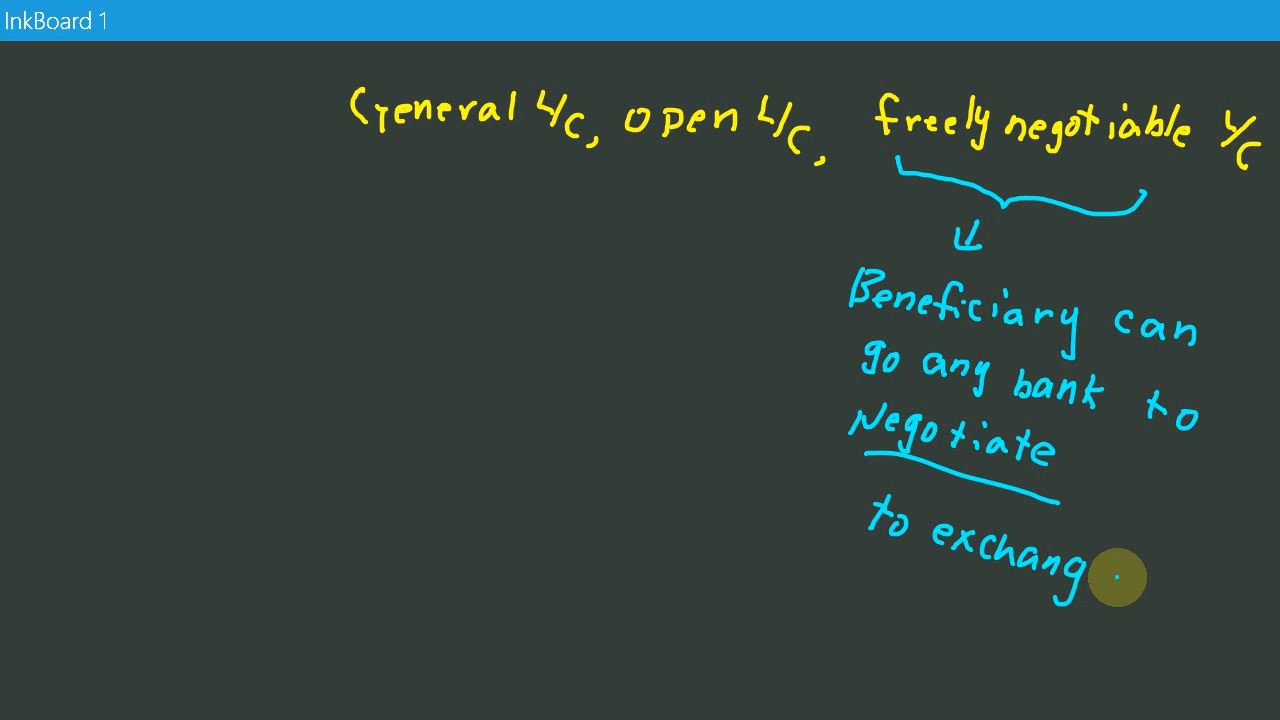 InkBoard 1
General L/C, open L/C, freely negotiable L/C
Beneficiary can
go any bank to
Negotiate
to exchang